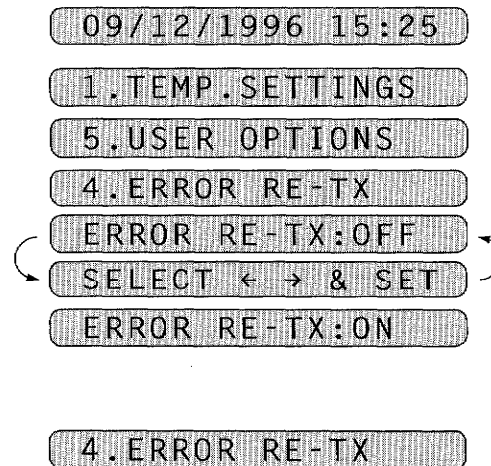 09/12/1996 15:25
1.TEMP.SETTINGS
5.USER OPTIONS
4.ERROR RE-TX
ERROR RE-TX:OFF
SELECT ← → & SET
ERROR RE-TX:ON
4.ERROR RE-TX